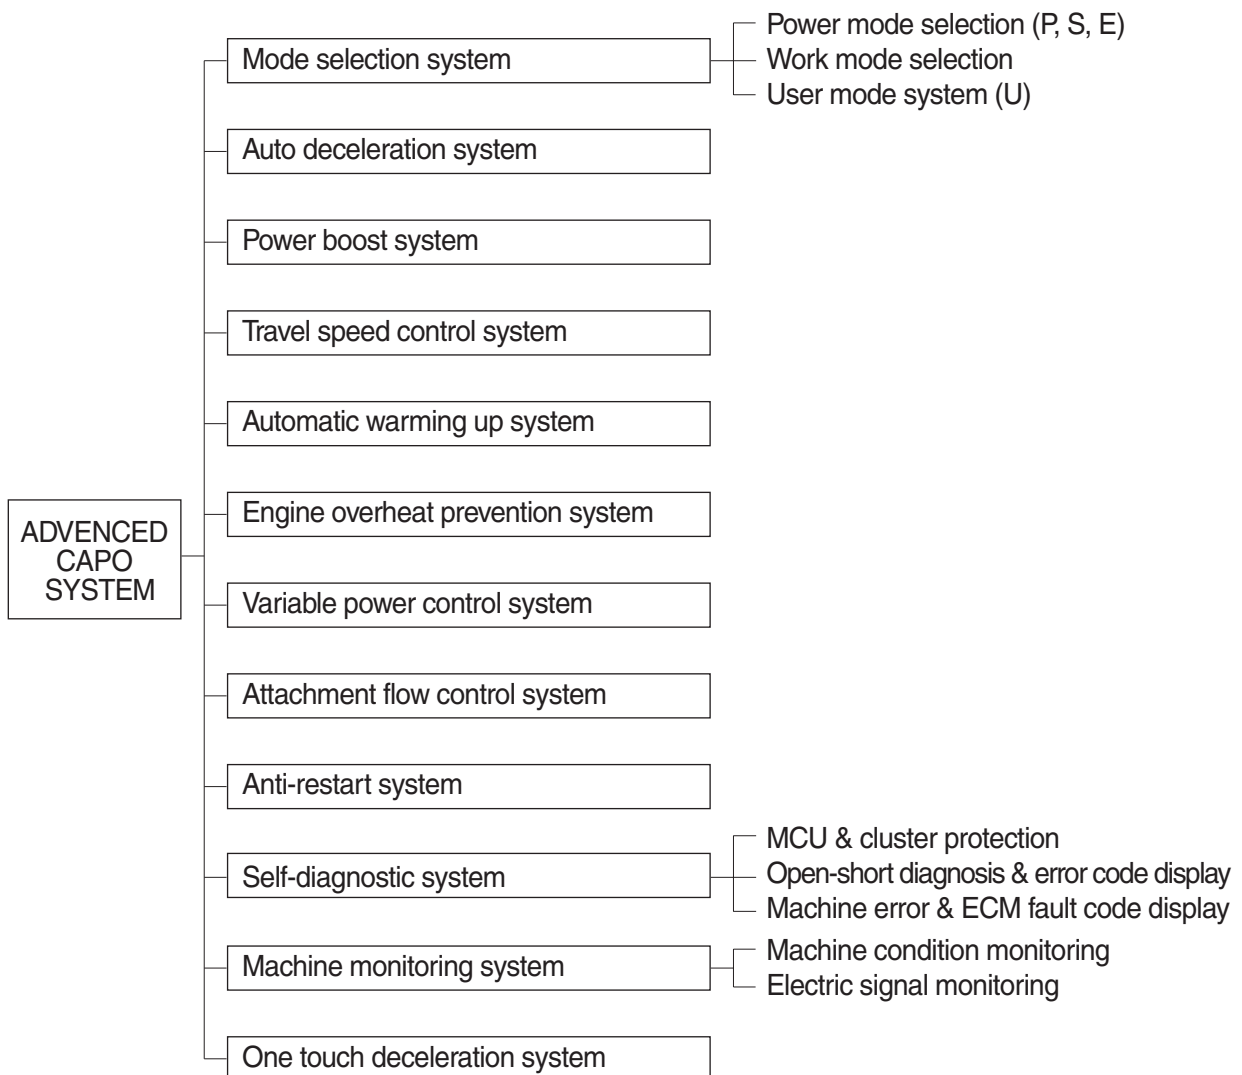 Mode selection system
Power mode selection (P, S, E)
Work mode selection
User mode system (U)
Auto deceleration system
Power boost system
Travel speed control system
Automatic warming up system
Engine overheat prevention system
ADVENCED
CAPO
SYSTEM
Variable power control system
Attachment flow control system
Anti-restart system
Self-diagnostic system
MCU & cluster protection
Open-short diagnosis & error code display
Machine error & ECM fault code display
Machine monitoring system
Machine condition monitoring
Electric signal monitoring
One touch deceleration system